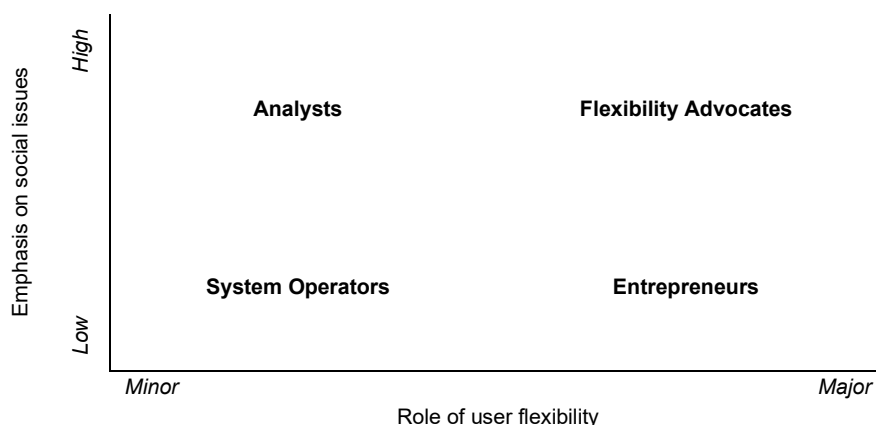 High
Emphasis on social issues
Analysts
Flexibility Advocates
System Operators
Entrepreneurs
Low
Minor
Major
Role of user flexibility